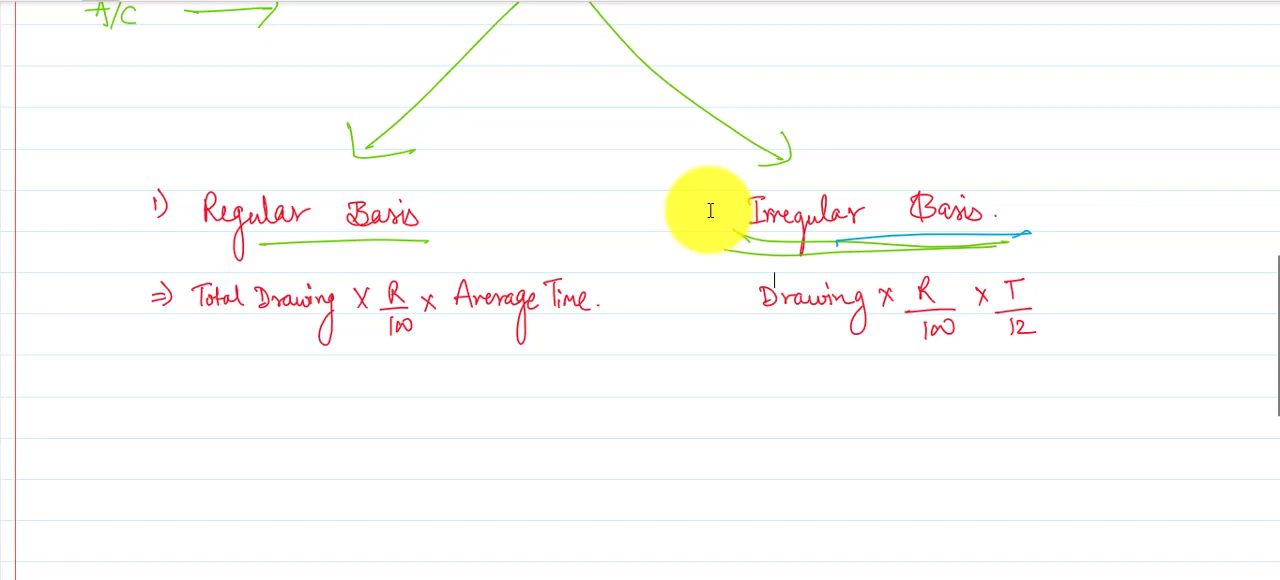 A/C
1) Regular Basis
Irregular Basis.
⇒) Total Drawing X R/100 x Average Time.
Drawing x R/100 x T/12